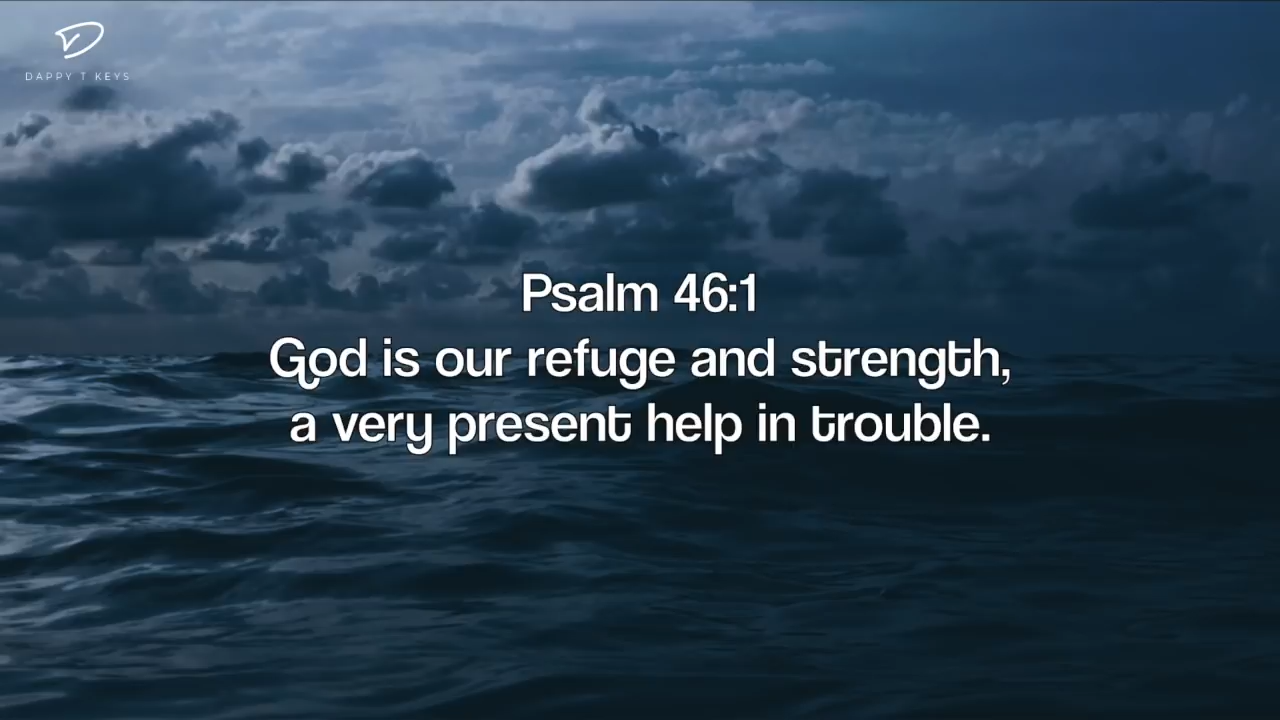 DAPPY T KEYS
Psalm 46:1
God is our refuge and strength,
a very present help in trouble.